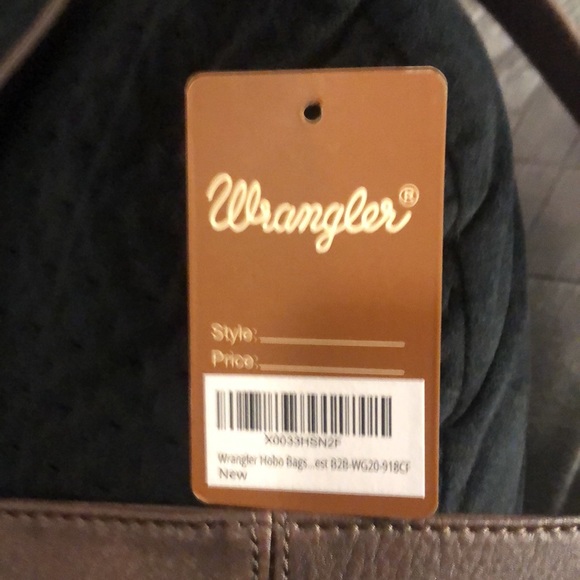 Wrangler®
Style:
Price:
X0033HSN2F
Wrangler Hobo Bags...est B2B-WG20-918CF
New